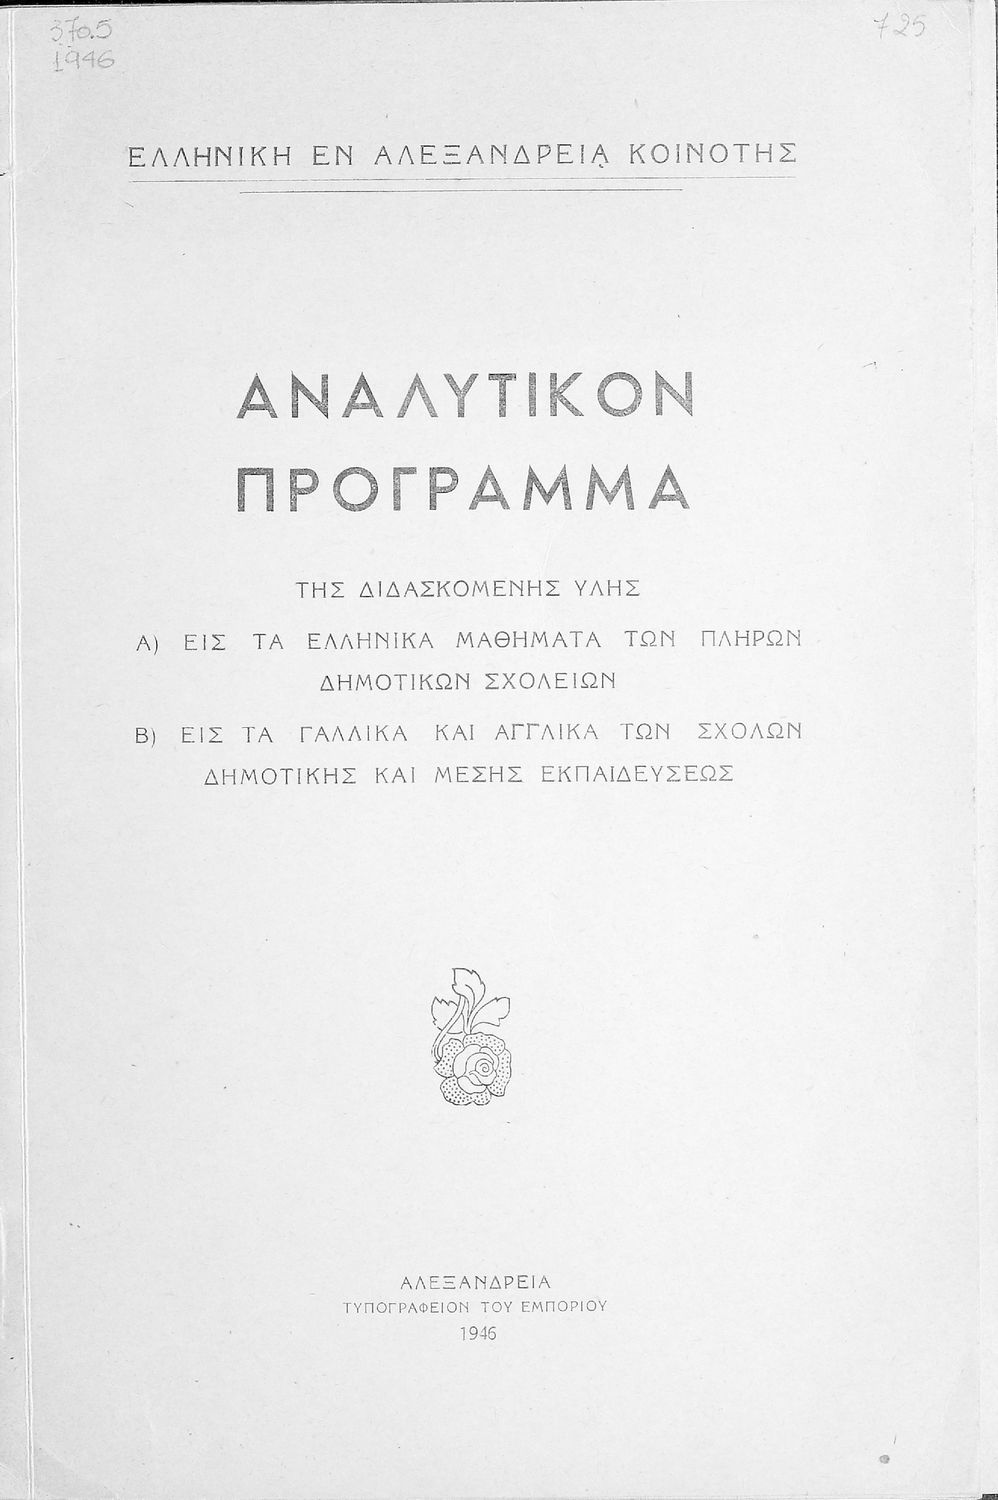 370.5
1946
725
ΕΛΛΗΝΙΚΗ ΕΝ ΑΛΕΞΑΝΔΡΕΙᾼ ΚΟΙΝΟΤΗΣ
ΑΝΑΛΥΤΙΚΟΝ
ΠΡΟΓΡΑΜΜΑ
ΤΗΣ ΔΙΔΑΣΚΟΜΕΝΗΣ ΥΛΗΣ
Α) ΕΙΣ ΤΑ ΕΛΛΗΝΙΚΑ ΜΑΘΗΜΑΤΑ ΤΩΝ ΠΛΗΡΩΝ
ΔΗΜΟΤΙΚΩΝ ΣΧΟΛΕΙΩΝ
Β) ΕΙΣ ΤΑ ΓΑΛΛΙΚΑ ΚΑΙ ΑΓΓΛΙΚΑ ΤΩΝ ΣΧΟΛΩΝ
ΔΗΜΟΤΙΚΗΣ ΚΑΙ ΜΕΣΗΣ ΕΚΠΑΙΔΕΥΣΕΩΣ
ΑΛΕΞΑΝΔΡΕΙΑ
ΤΥΠΟΓΡΑΦΕΙΟΝ ΤΟΥ ΕΜΠΟΡΙΟΥ
1946